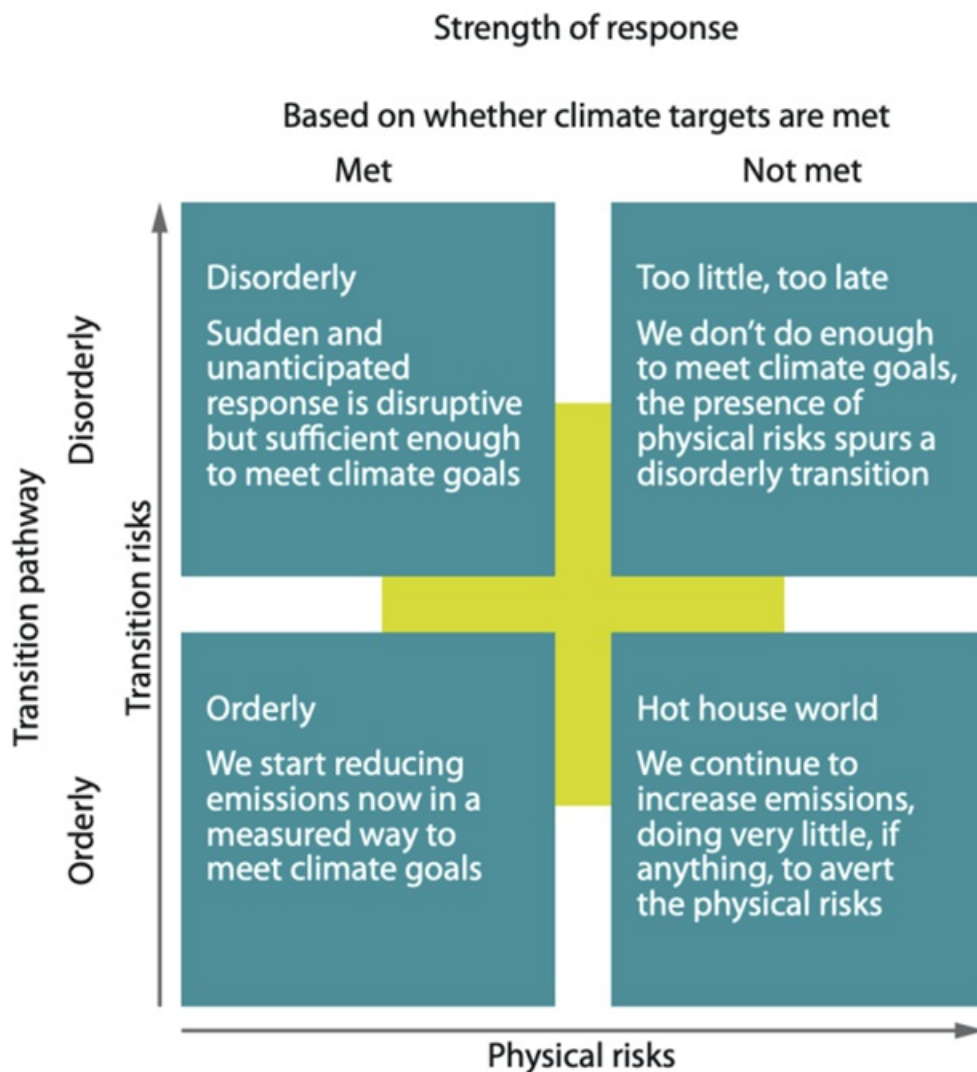 Strength of response
Based on whether climate targets are met
Met
Not met
Transition pathway
Disorderly
Orderly
Transition risks
Disorderly
Sudden and
unanticipated
response is disruptive
but sufficient enough
to meet climate goals
Too little, too late
We don’t do enough
to meet climate goals,
the presence of
physical risks spurs a
disorderly transition
Orderly
We start reducing
emissions now in a
measured way to
meet climate goals
Hot house world
We continue to
increase emissions,
doing very little, if
anything, to avert
the physical risks
Physical risks